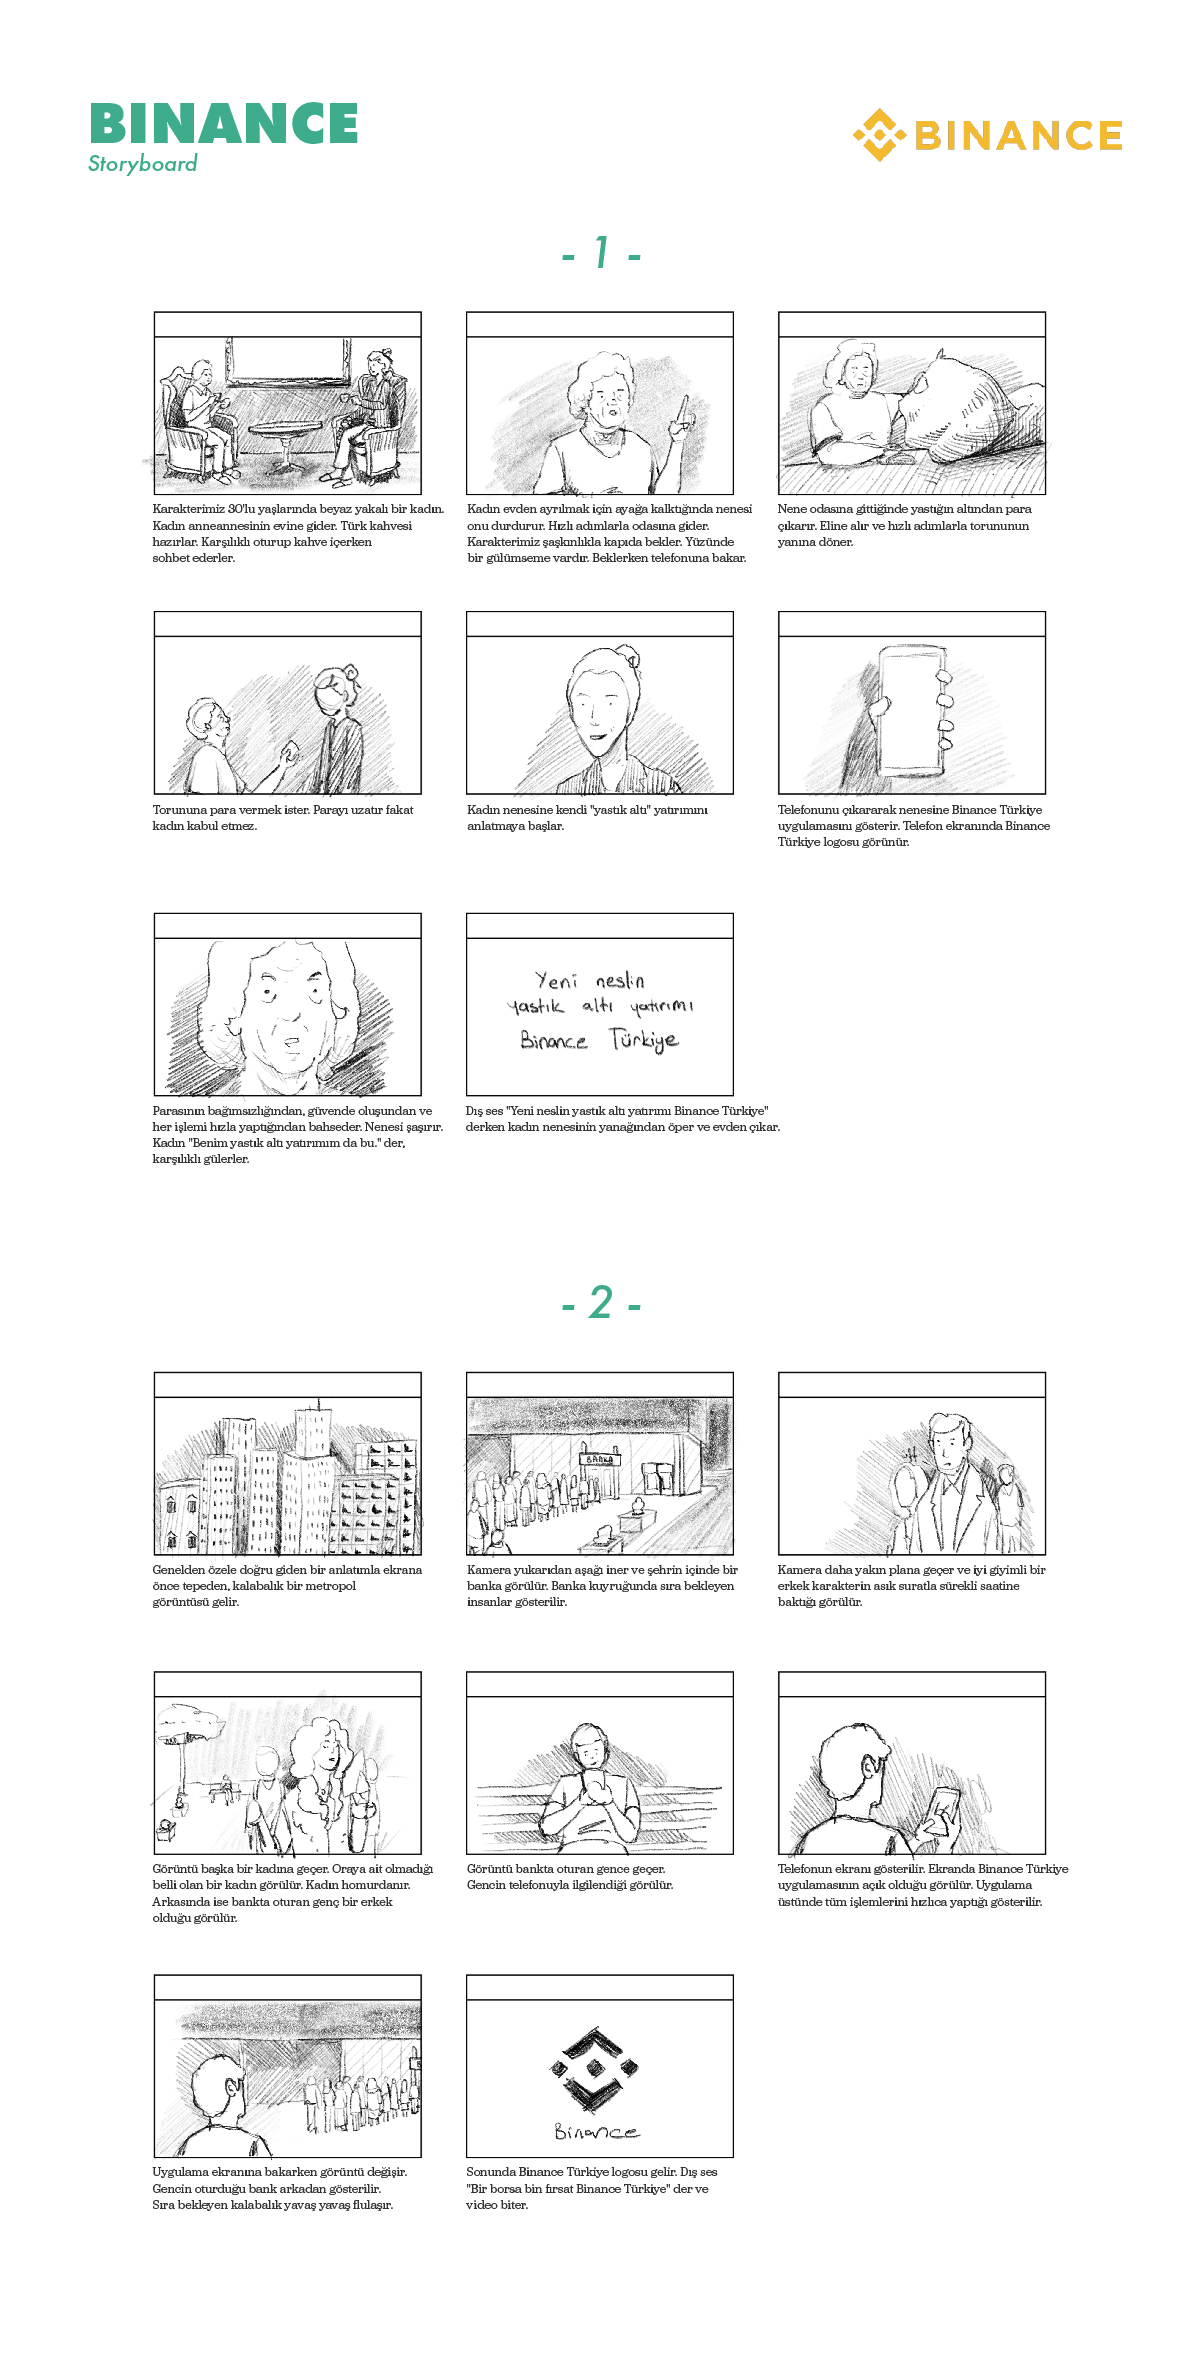 BINANCE
Storyboard
BINANCE
- 1 -
Karakterimiz 30'lu yaşlarında beyaz yakalı bir kadın.
Kadın anneannesinin evine gider. Türk kahvesi
hazırlar. Karşılıklı oturup kahve içerken
sohbet ederler.
Kadın evden ayrılmak için ayağa kalktığında nenesi
onu durdurur. Hızlı adımlarla odasına gider.
Karakterimiz şaşkınlıkla kapıda bekler. Yüzünde
bir gülümseme vardır. Beklerken telefonuna bakar.
Nene odasına gittiğinde yastığın altından para
çıkarır. Eline alır ve hızlı adımlarla torununun
yanına döner.
Torununa para vermek ister. Parayı uzatır fakat
kadın kabul etmez.
Kadın nenesine kendi "yastık altı" yatırımını
anlatmaya başlar.
Telefonunu çıkararak nenesine Binance Türkiye
uygulamasını gösterir. Telefon ekranında Binance
Türkiye logosu görünür.
Yeni neslin
yastık altı yatırımı
Binance Türkiye
Parasının bağımsızlığından, güvende oluşundan ve
her işlemi hızla yaptığından bahseder. Nenesi şaşırır.
Kadın "Benim yastık altı yatırımım da bu." der,
karşılıklı gülerler.
Dış ses "Yeni neslin yastık altı yatırımı Binance Türkiye"
derken kadın nenesinin yanağından öper ve evden çıkar.
- 2 -
BANKA
Genelden özele doğru giden bir anlatımla ekrana
önce tepeden, kalabalık bir metropol
görüntüsü gelir.
Kamera yukarıdan aşağı iner ve şehrin içinde bir
banka görülür. Banka kuyruğunda sıra bekleyen
insanlar gösterilir.
Kamera daha yakın plana geçer ve iyi giyimli bir
erkek karakterin asık suratla sürekli saatine
baktığı görülür.
Görüntü başka bir kadına geçer. Oraya ait olmadığı
belli olan bir kadın görülür. Kadın homurdanır.
Arkasında ise bankta oturan genç bir erkek
olduğu görülür.
Görüntü bankta oturan gence geçer.
Gencin telefonuyla ilgilendiği görülür.
Telefonun ekranı gösterilir. Ekranda Binance Türkiye
uygulamasının açık olduğu görülür. Uygulama
üstünde tüm işlemlerini hızlıca yaptığı gösterilir.
Binance
Uygulama ekranına bakarken görüntü değişir.
Gencin oturduğu bank arkadan gösterilir.
Sıra bekleyen kalabalık yavaş yavaş flulaşır.
Sonunda Binance Türkiye logosu gelir. Dış ses
"Bir borsa bin fırsat Binance Türkiye" der ve
video biter.